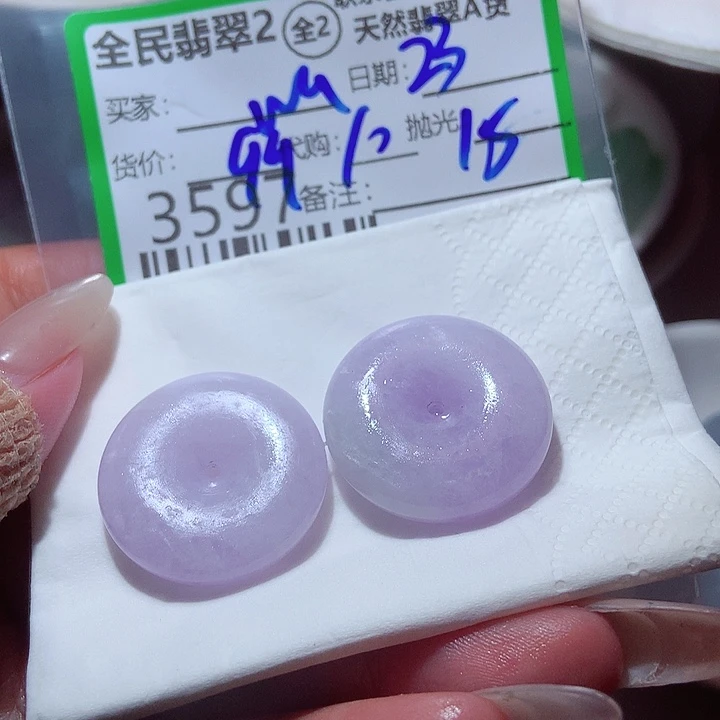 全民翡翠2 全2 天然翡翠A货
买家： 日期：23
货价： 代购： 抛光 18
3597 备注：